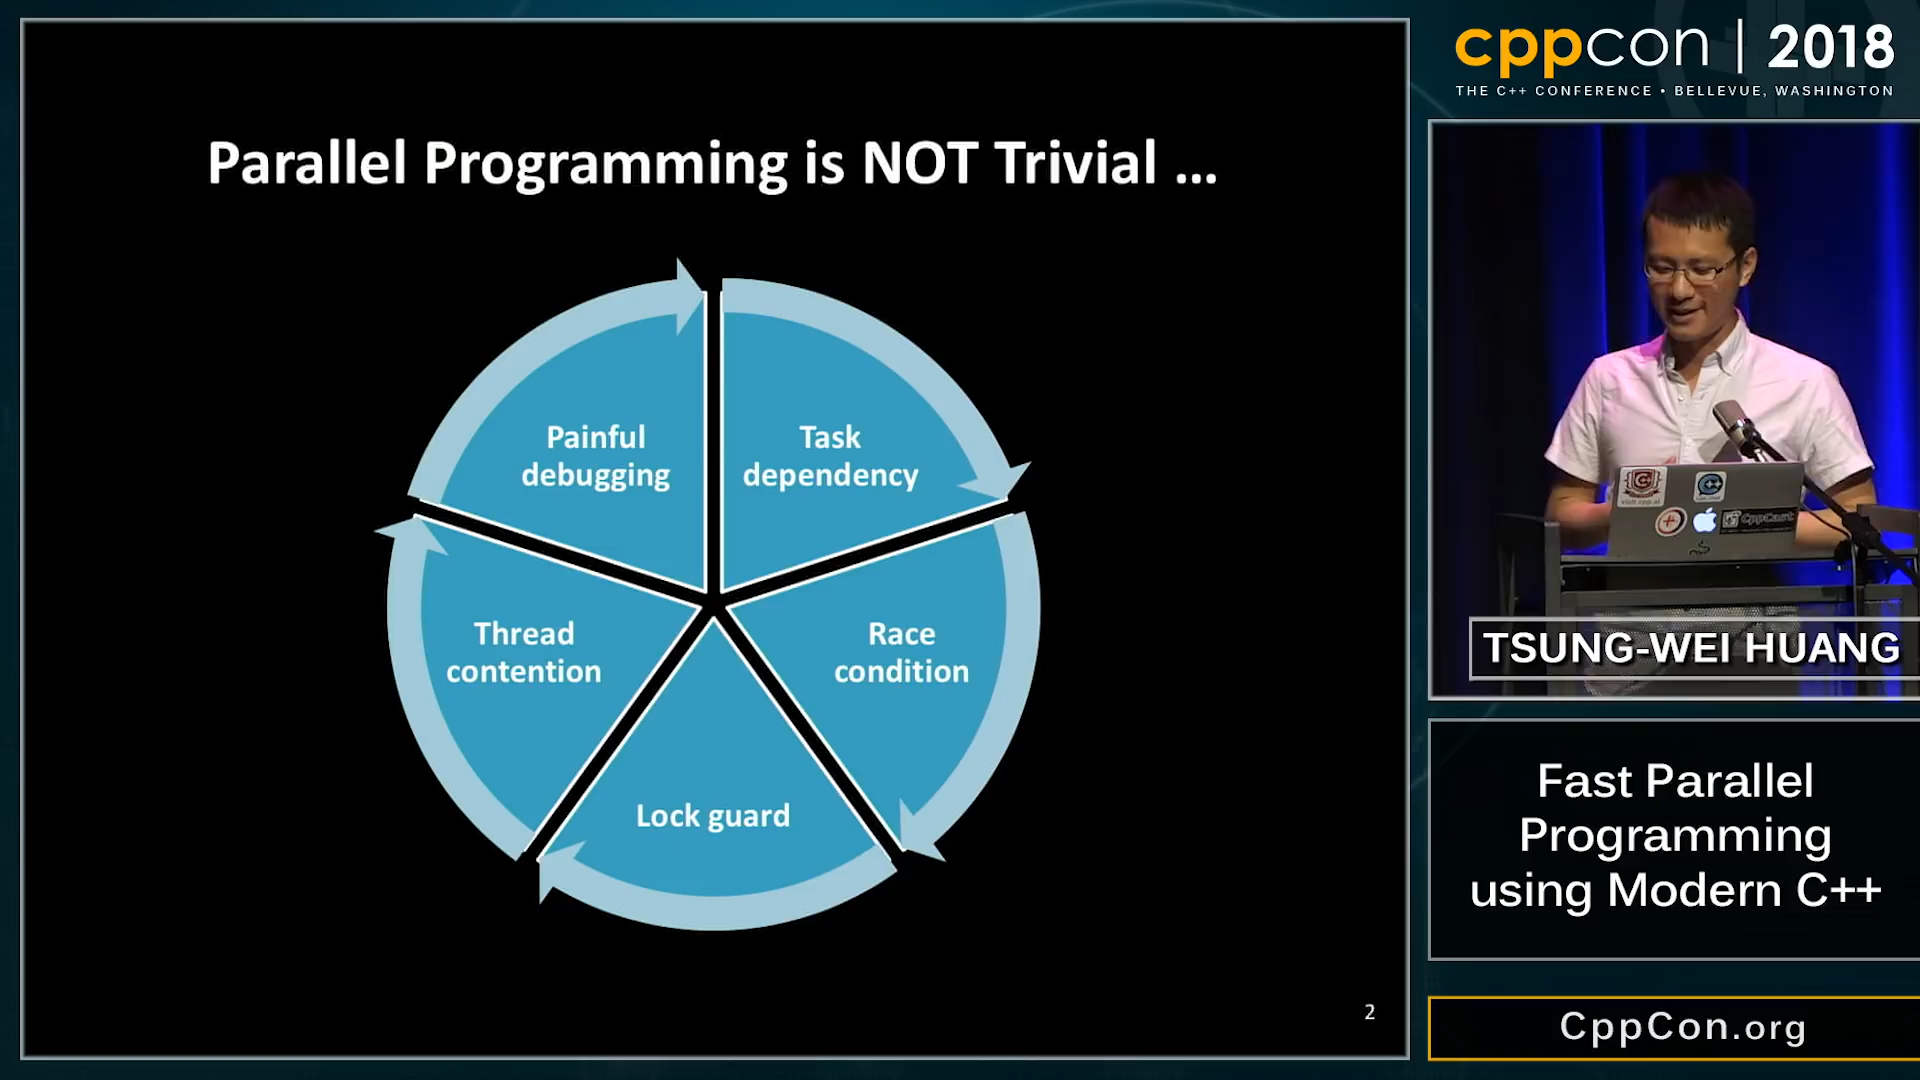 Parallel Programming is NOT Trivial ...
Painful
debugging
Task
dependency
Thread
contention
Race
condition
Lock guard
2
cppcon | 2018
THE C++ CONFERENCE • BELLEVUE, WASHINGTON
CppCast
TSUNG-WEI HUANG
Fast Parallel
Programming
using Modern C++
CppCon.org